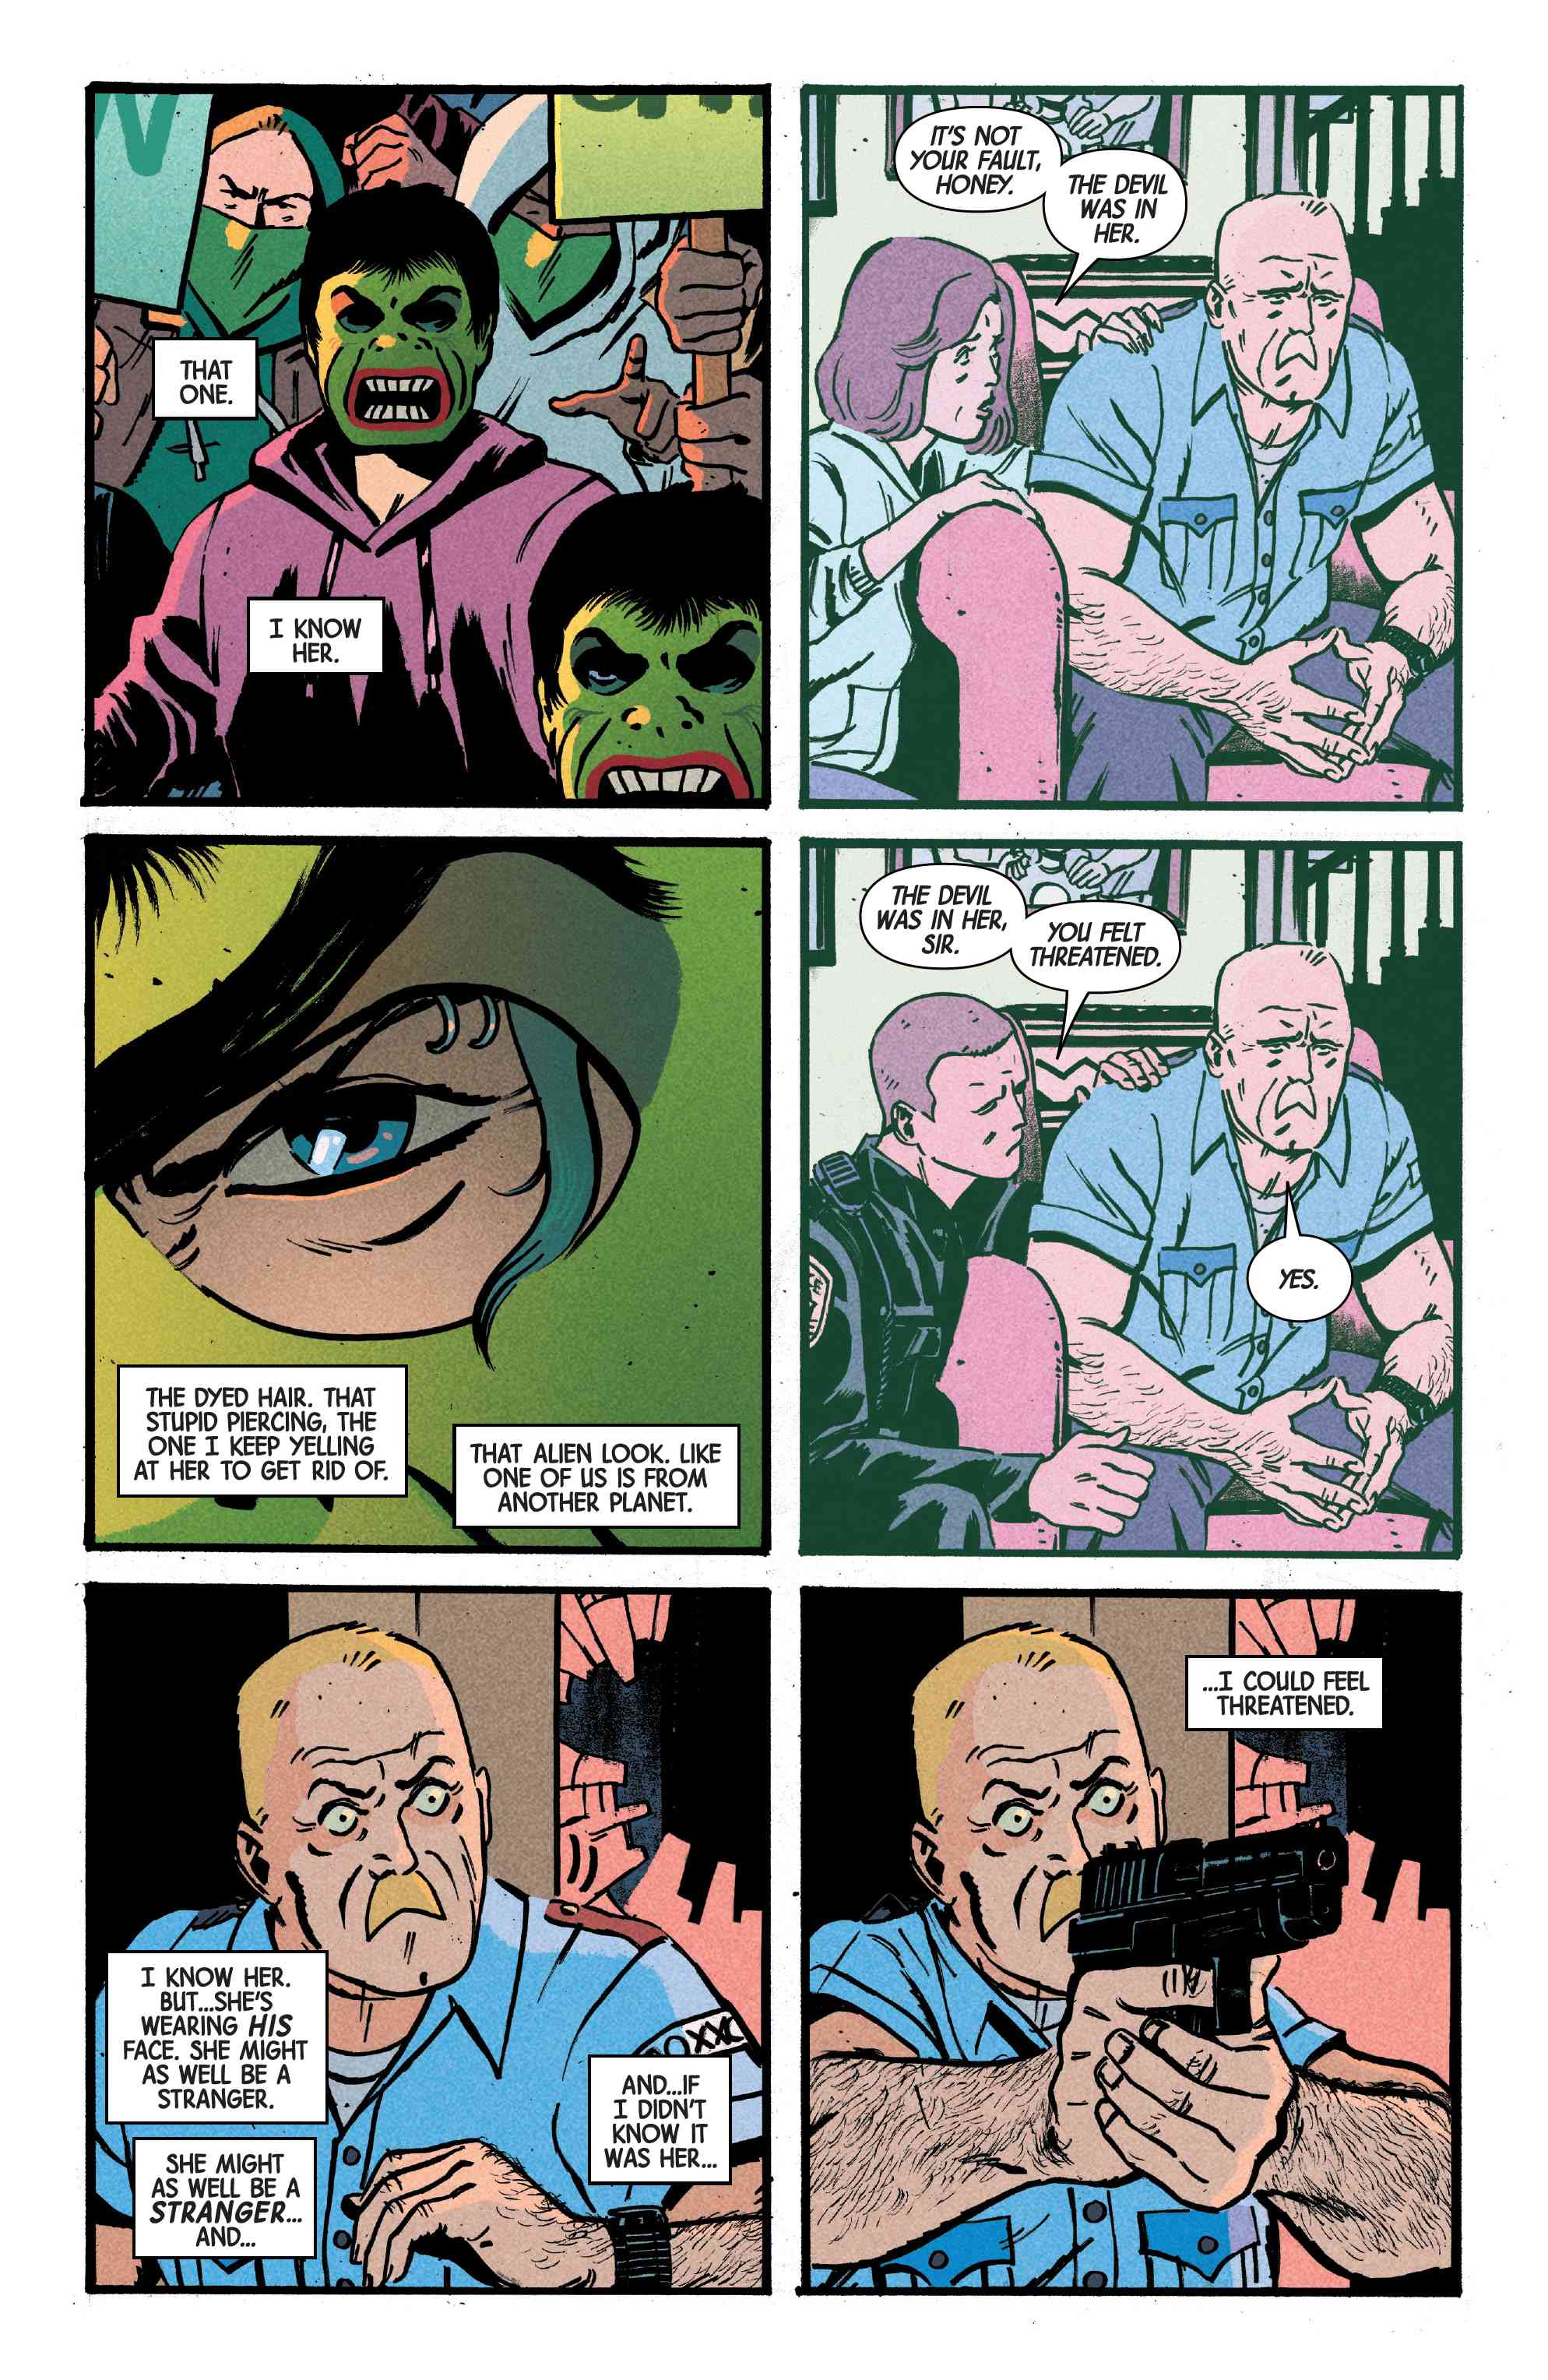 THAT
ONE.
I KNOW
HER.
IT'S NOT
YOUR FAULT,
HONEY.
THE DEVIL
WAS IN
HER.
THE DYED HAIR. THAT
STUPID PIERCING, THE
ONE I KEEP YELLING
AT HER TO GET RID OF.
THAT ALIEN LOOK. LIKE
ONE OF US IS FROM
ANOTHER PLANET.
THE DEVIL
WAS IN HER,
SIR.
YOU FELT
THREATENED.
YES.
I KNOW HER.
BUT...SHE'S
WEARING HIS
FACE. SHE MIGHT
AS WELL BE A
STRANGER.
SHE MIGHT
AS WELL BE A
STRANGER...
AND...
AND...IF
I DIDN'T
KNOW IT
WAS HER...
...I COULD FEEL
THREATENED.